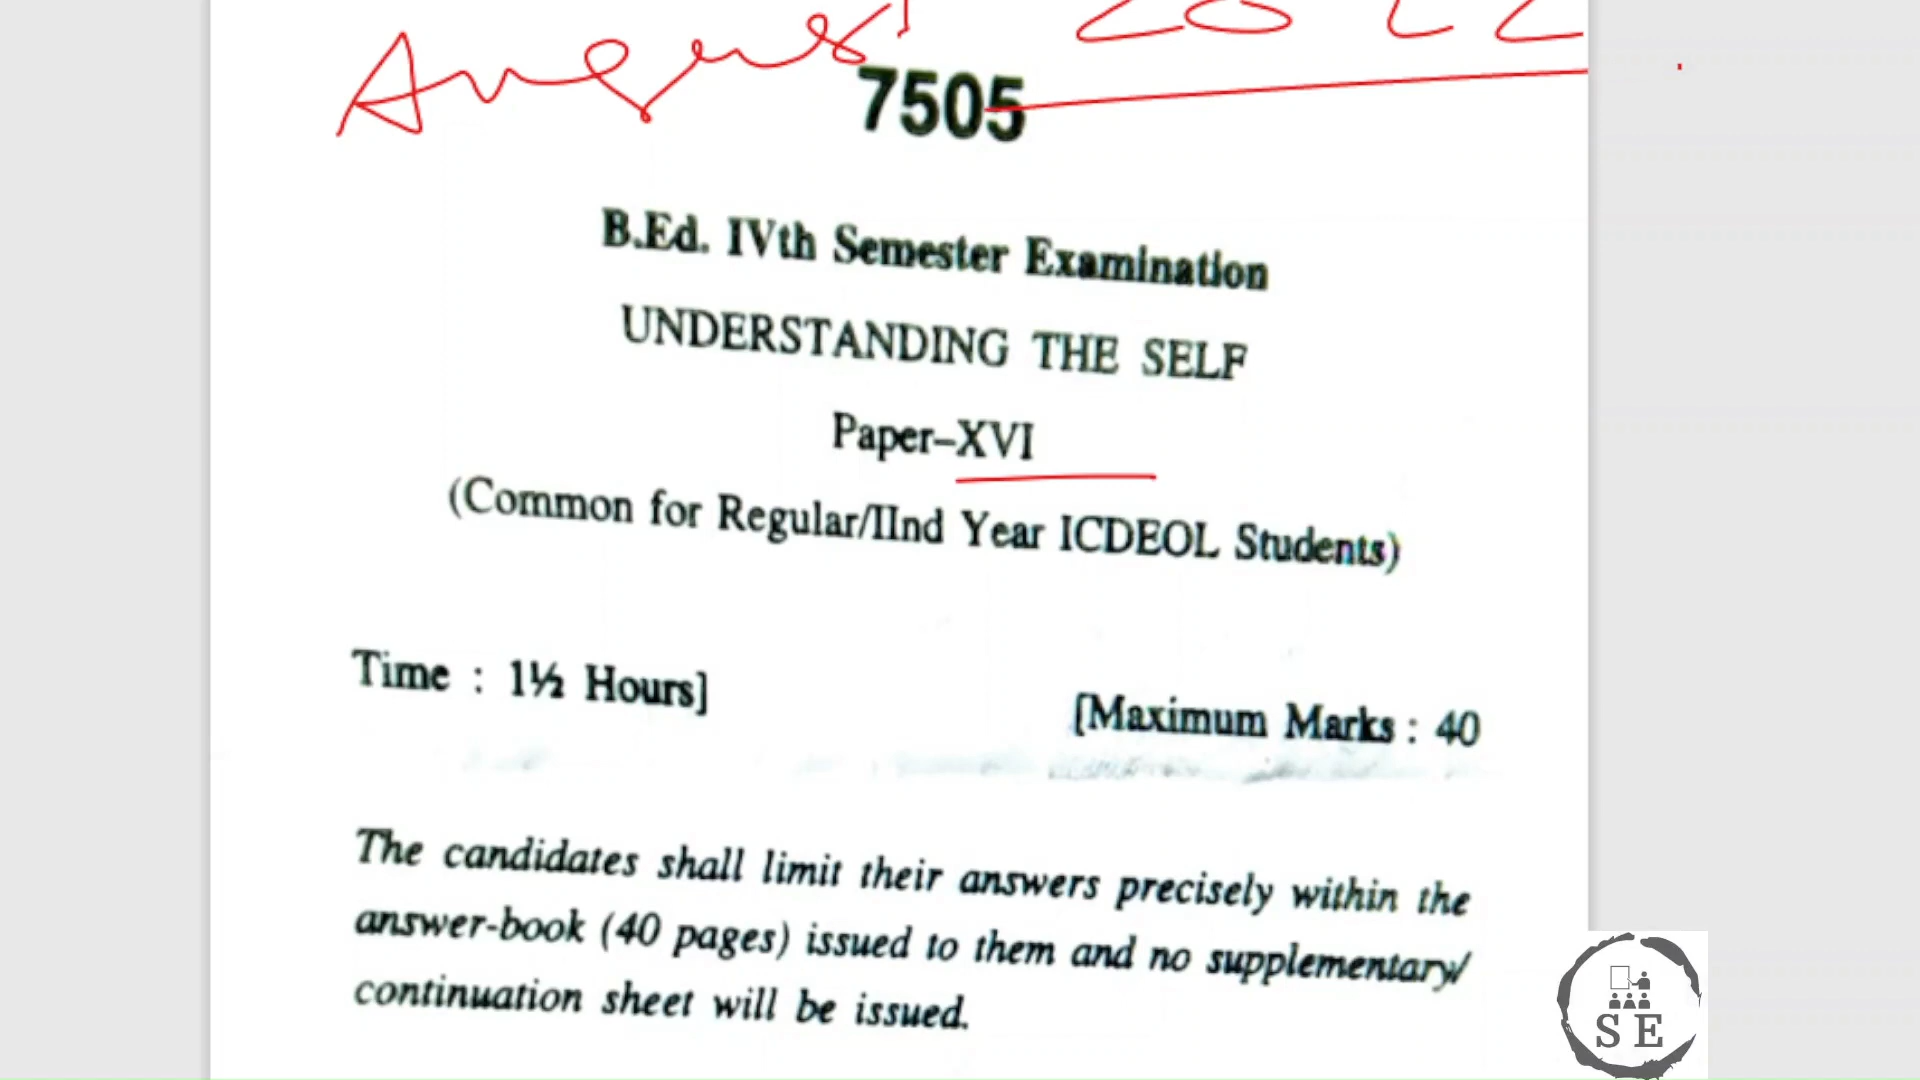 August 2022
7505
B.Ed. IVth Semester Examination
UNDERSTANDING THE SELF
Paper–XVI
(Common for Regular/IInd Year ICDEOL Students)
Time : 1½ Hours]
[Maximum Marks : 40
The candidates shall limit their answers precisely within the
answer-book (40 pages) issued to them and no supplementary/
continuation sheet will be issued.
S E